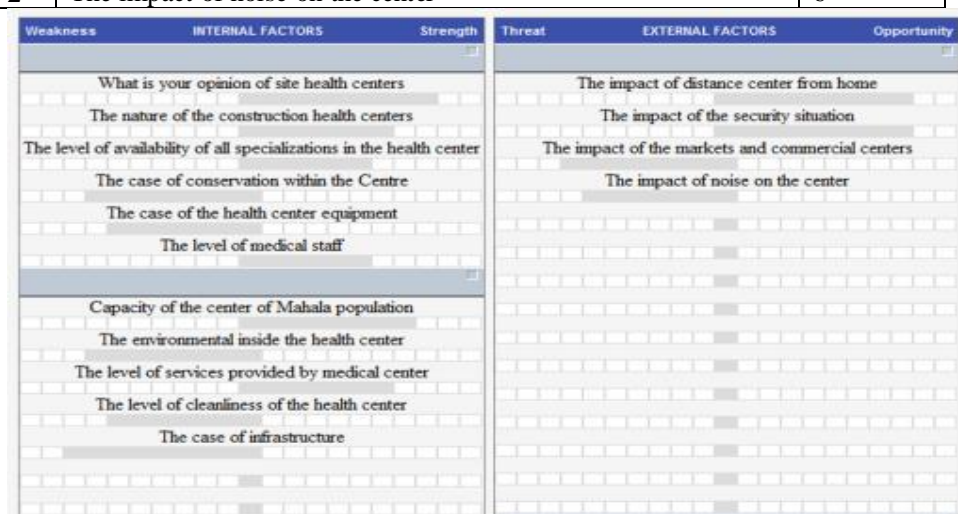 2 The impact of noise on the center 6
Weakness INTERNAL FACTORS Strength
What is your opinion of site health centers
The nature of the construction health centers
The level of availability of all specializations in the health center
The case of conservation within the Centre
The case of the health center equipment
The level of medical staff
Capacity of the center of Mahala population
The environmental inside the health center
The level of services provided by medical center
The level of cleanliness of the health center
The case of infrastructure
Threat EXTERNAL FACTORS Opportunity
The impact of distance center from home
The impact of the security situation
The impact of the markets and commercial centers
The impact of noise on the center